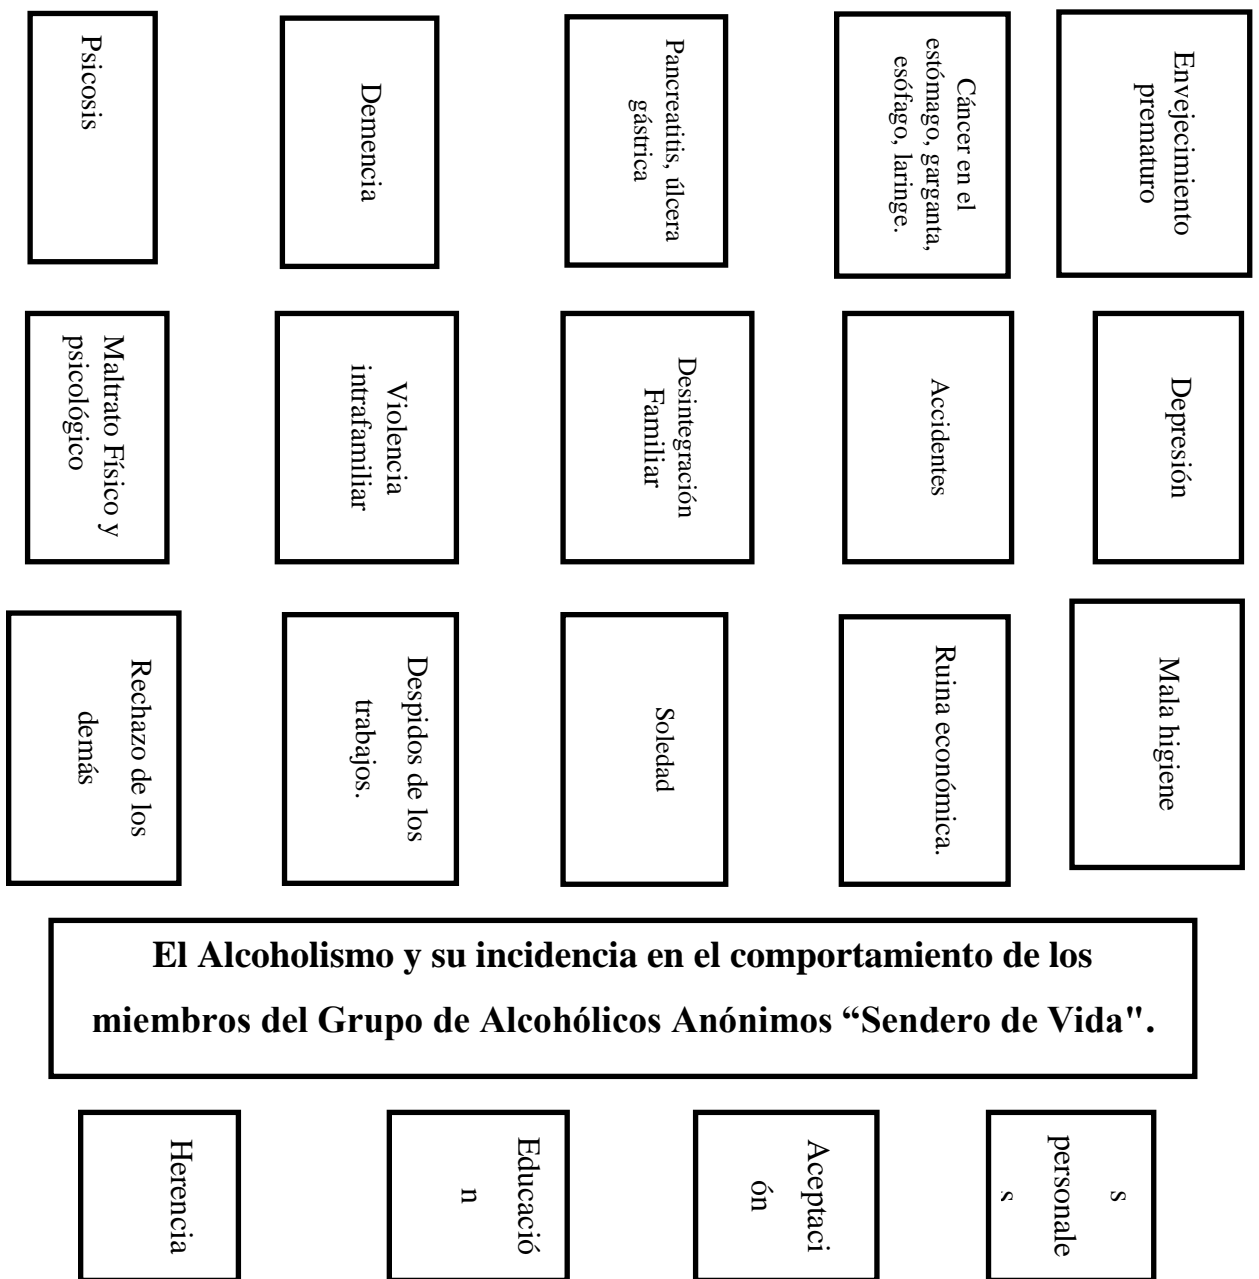 Psicosis
Demencia
Pancreatitis, úlcera
gástrica
Cáncer en el
estómago, garganta,
esófago, laringe.
Envejecimiento
prematuro
Maltrato Físico y
psicológico
Violencia
intrafamiliar
Desintegración
Familiar
Accidentes
Depresión
Rechazo de los
demás
Despidos de los
trabajos.
Soledad
Ruina económica.
Mala higiene
El Alcoholismo y su incidencia en el comportamiento de los
miembros del Grupo de Alcohólicos Anónimos “Sendero de Vida".
Herencia
Educació
n
Aceptaci
ón
s
personale
s